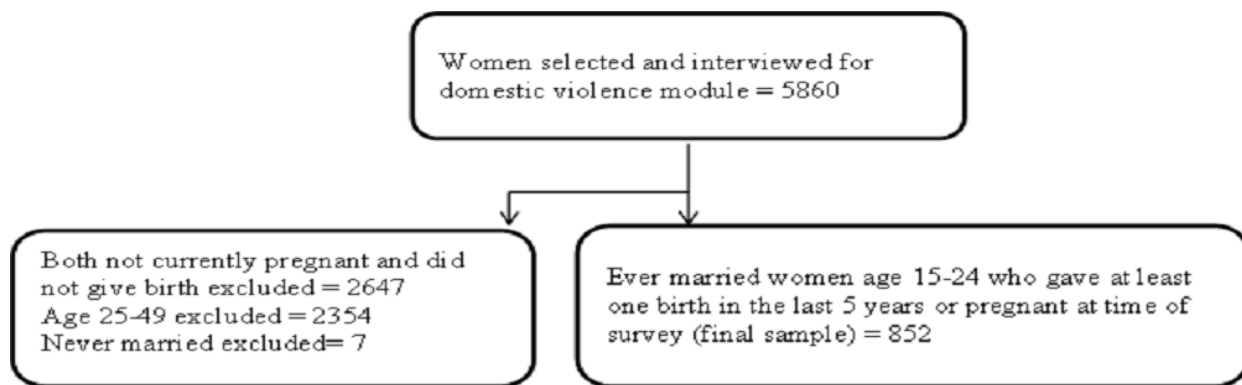 Women selected and interviewed for
domestic violence module = 5860
Both not currently pregnant and did
not give birth excluded = 2647
Age 25-49 excluded = 2354
Never married excluded= 7
Ever married women age 15-24 who gave at least
one birth in the last 5 years or pregnant at time of
survey (final sample) = 852